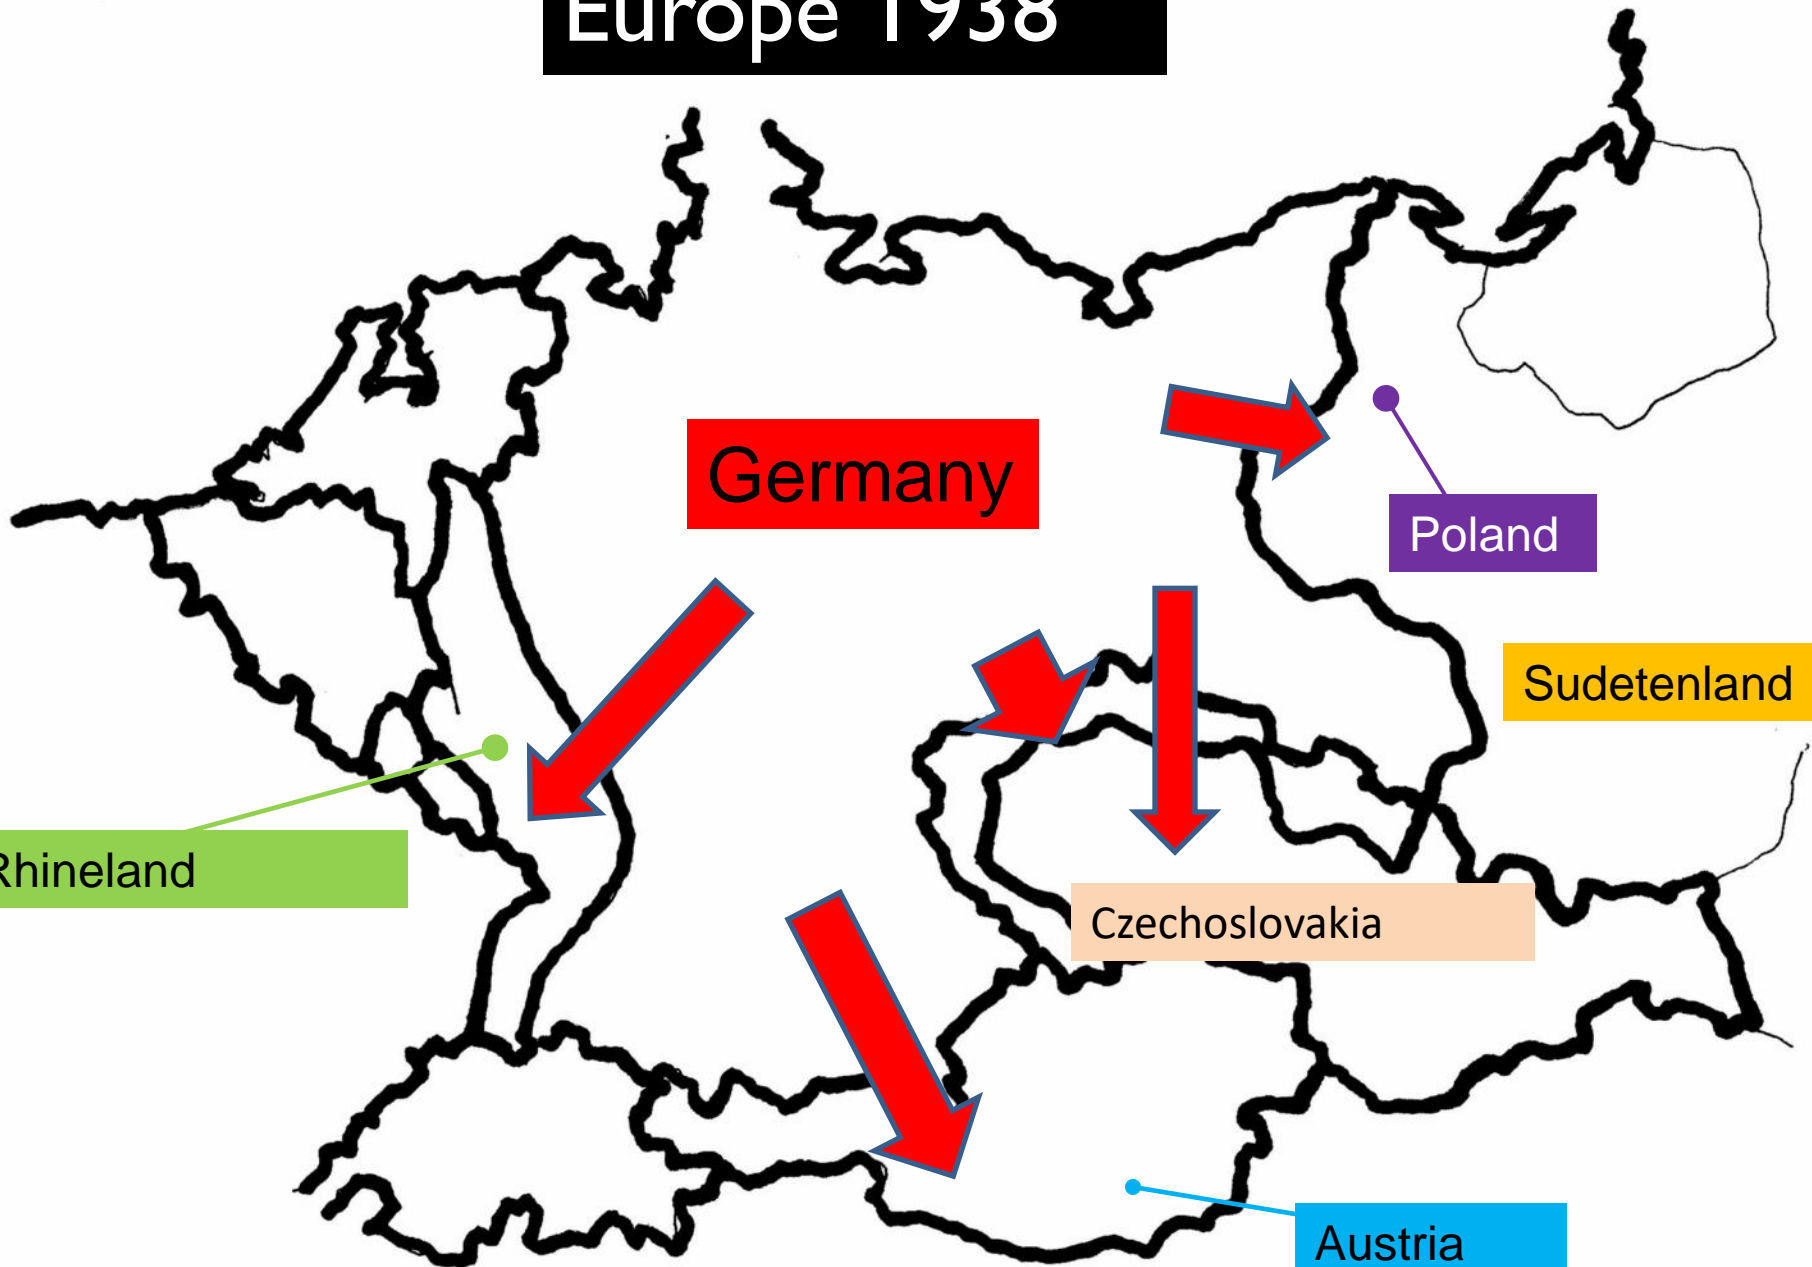 Europe 1938
Germany
Poland
Sudetenland
Rhineland
Czechoslovakia
Austria